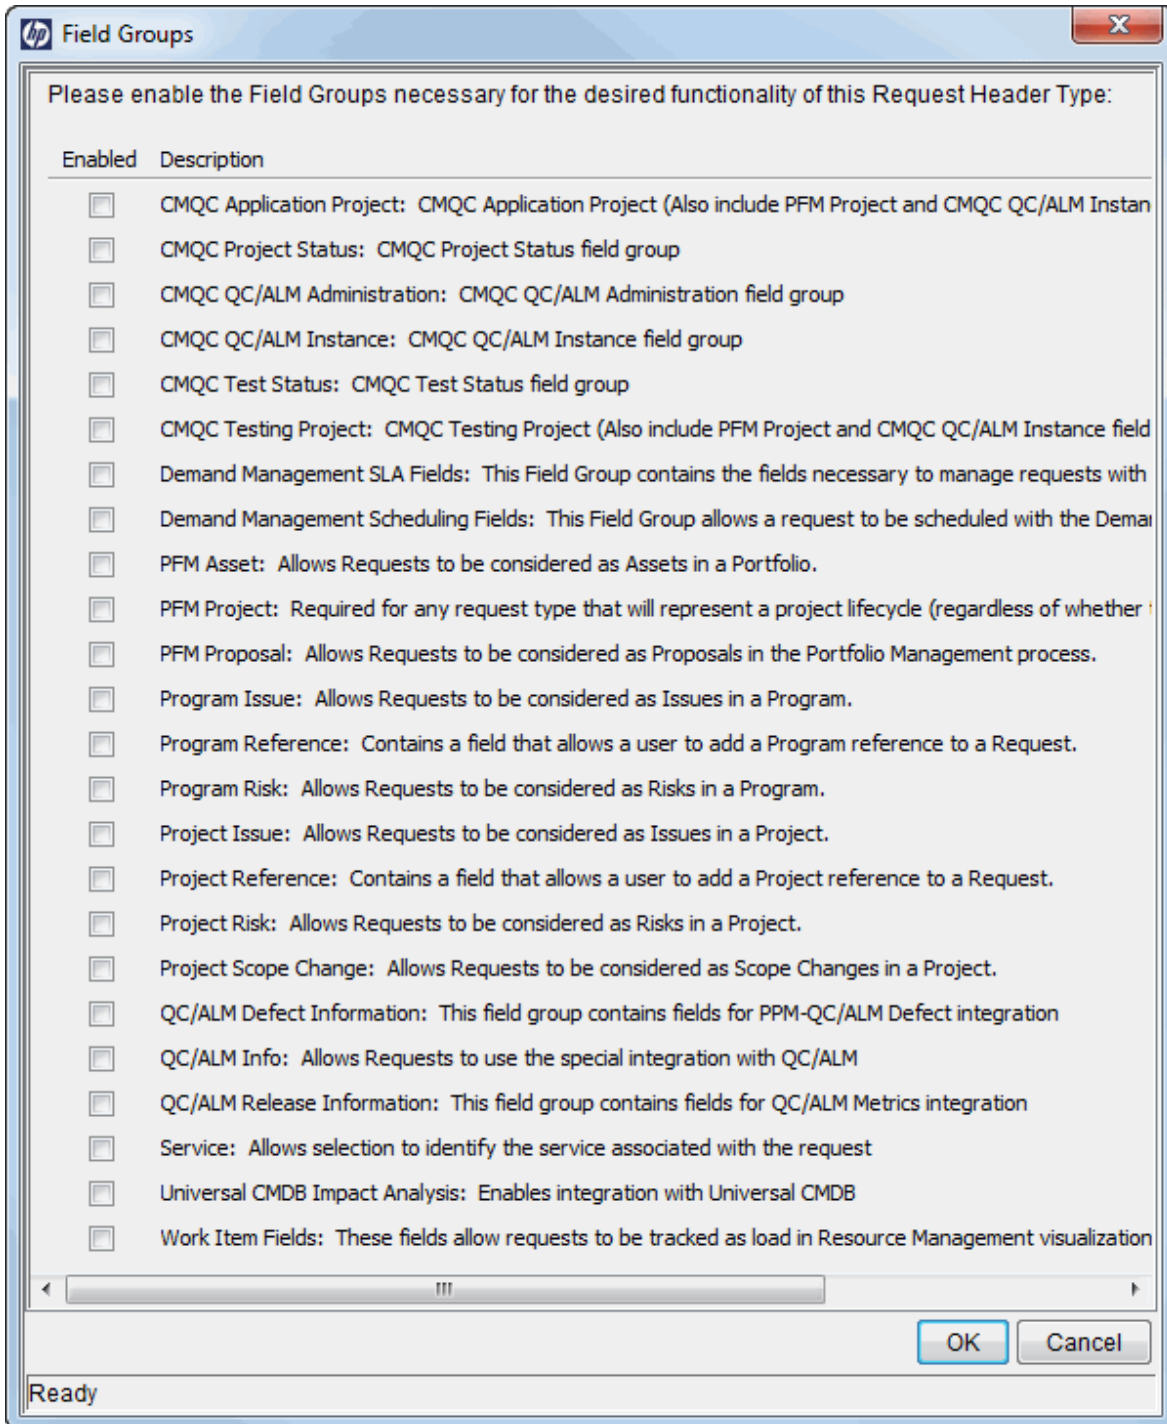 hp Field Groups
Please enable the Field Groups necessary for the desired functionality of this Request Header Type:
Enabled Description
CMQC Application Project: CMQC Application Project (Also include PFM Project and CMQC QC/ALM Instan
CMQC Project Status: CMQC Project Status field group
CMQC QC/ALM Administration: CMQC QC/ALM Administration field group
CMQC QC/ALM Instance: CMQC QC/ALM Instance field group
CMQC Test Status: CMQC Test Status field group
CMQC Testing Project: CMQC Testing Project (Also include PFM Project and CMQC QC/ALM Instance field
Demand Management SLA Fields: This Field Group contains the fields necessary to manage requests with
Demand Management Scheduling Fields: This Field Group allows a request to be scheduled with the Dema
PFM Asset: Allows Requests to be considered as Assets in a Portfolio.
PFM Project: Required for any request type that will represent a project lifecycle (regardless of whether
PFM Proposal: Allows Requests to be considered as Proposals in the Portfolio Management process.
Program Issue: Allows Requests to be considered as Issues in a Program.
Program Reference: Contains a field that allows a user to add a Program reference to a Request.
Program Risk: Allows Requests to be considered as Risks in a Program.
Project Issue: Allows Requests to be considered as Issues in a Project.
Project Reference: Contains a field that allows a user to add a Project reference to a Request.
Project Risk: Allows Requests to be considered as Risks in a Project.
Project Scope Change: Allows Requests to be considered as Scope Changes in a Project.
QC/ALM Defect Information: This field group contains fields for PPM-QC/ALM Defect integration
QC/ALM Info: Allows Requests to use the special integration with QC/ALM
QC/ALM Release Information: This field group contains fields for QC/ALM Metrics integration
Service: Allows selection to identify the service associated with the request
Universal CMDB Impact Analysis: Enables integration with Universal CMDB
Work Item Fields: These fields allow requests to be tracked as load in Resource Management visualization
OK Cancel
Ready